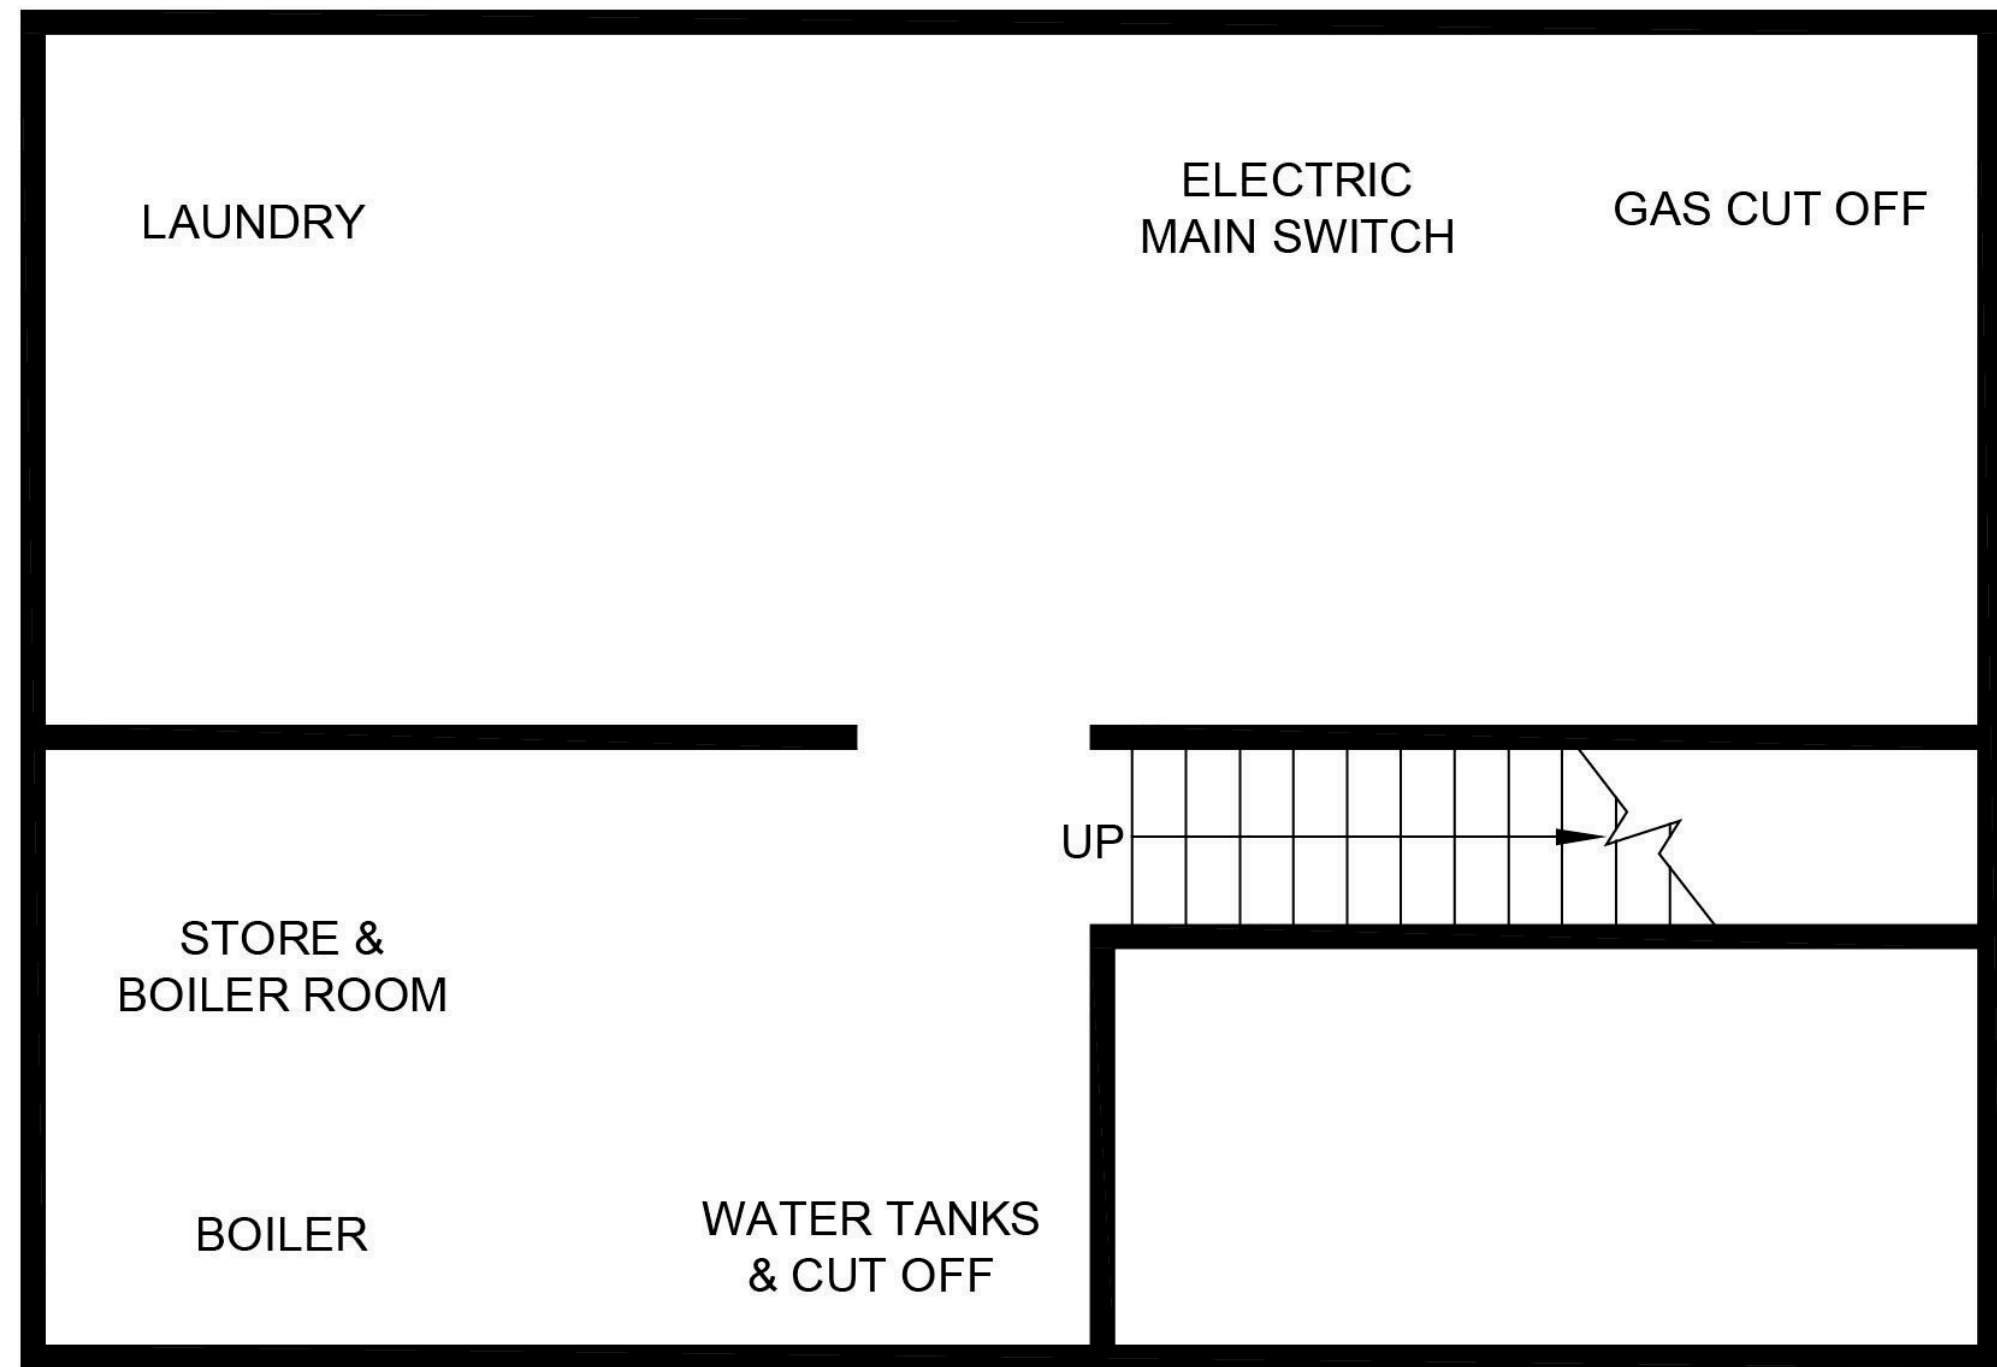 LAUNDRY
ELECTRIC
MAIN SWITCH
GAS CUT OFF
UP
STORE &
BOILER ROOM
BOILER
WATER TANKS
& CUT OFF